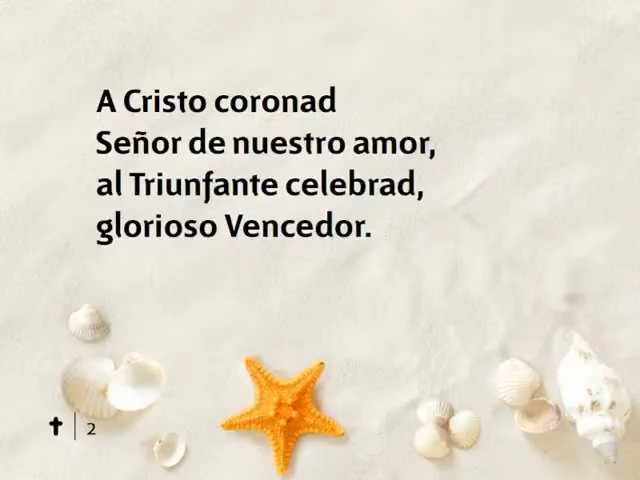 A Cristo coronad
Señor de nuestro amor,
al Triunfante celebrad,
glorioso Vencedor.
✝ | 2